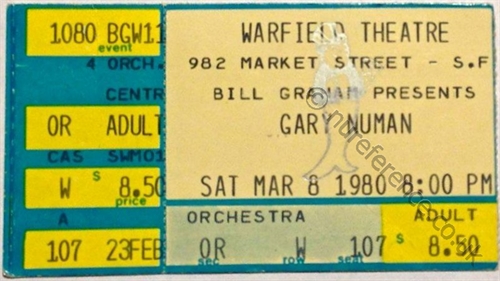 1080 BGW11
event
4 ORCH.
CENTR
OR ADULT
CAS SWM01
W $ 8.50
price
A
107 23FEB
WARFIELD THEATRE
982 MARKET STREET - S.F
BILL GRAHAM PRESENTS
GARY NUMAN
SAT MAR 8 1980 8:00 PM
ORCHESTRA ADULT
OR W 107 $ 8.50
sec row seat